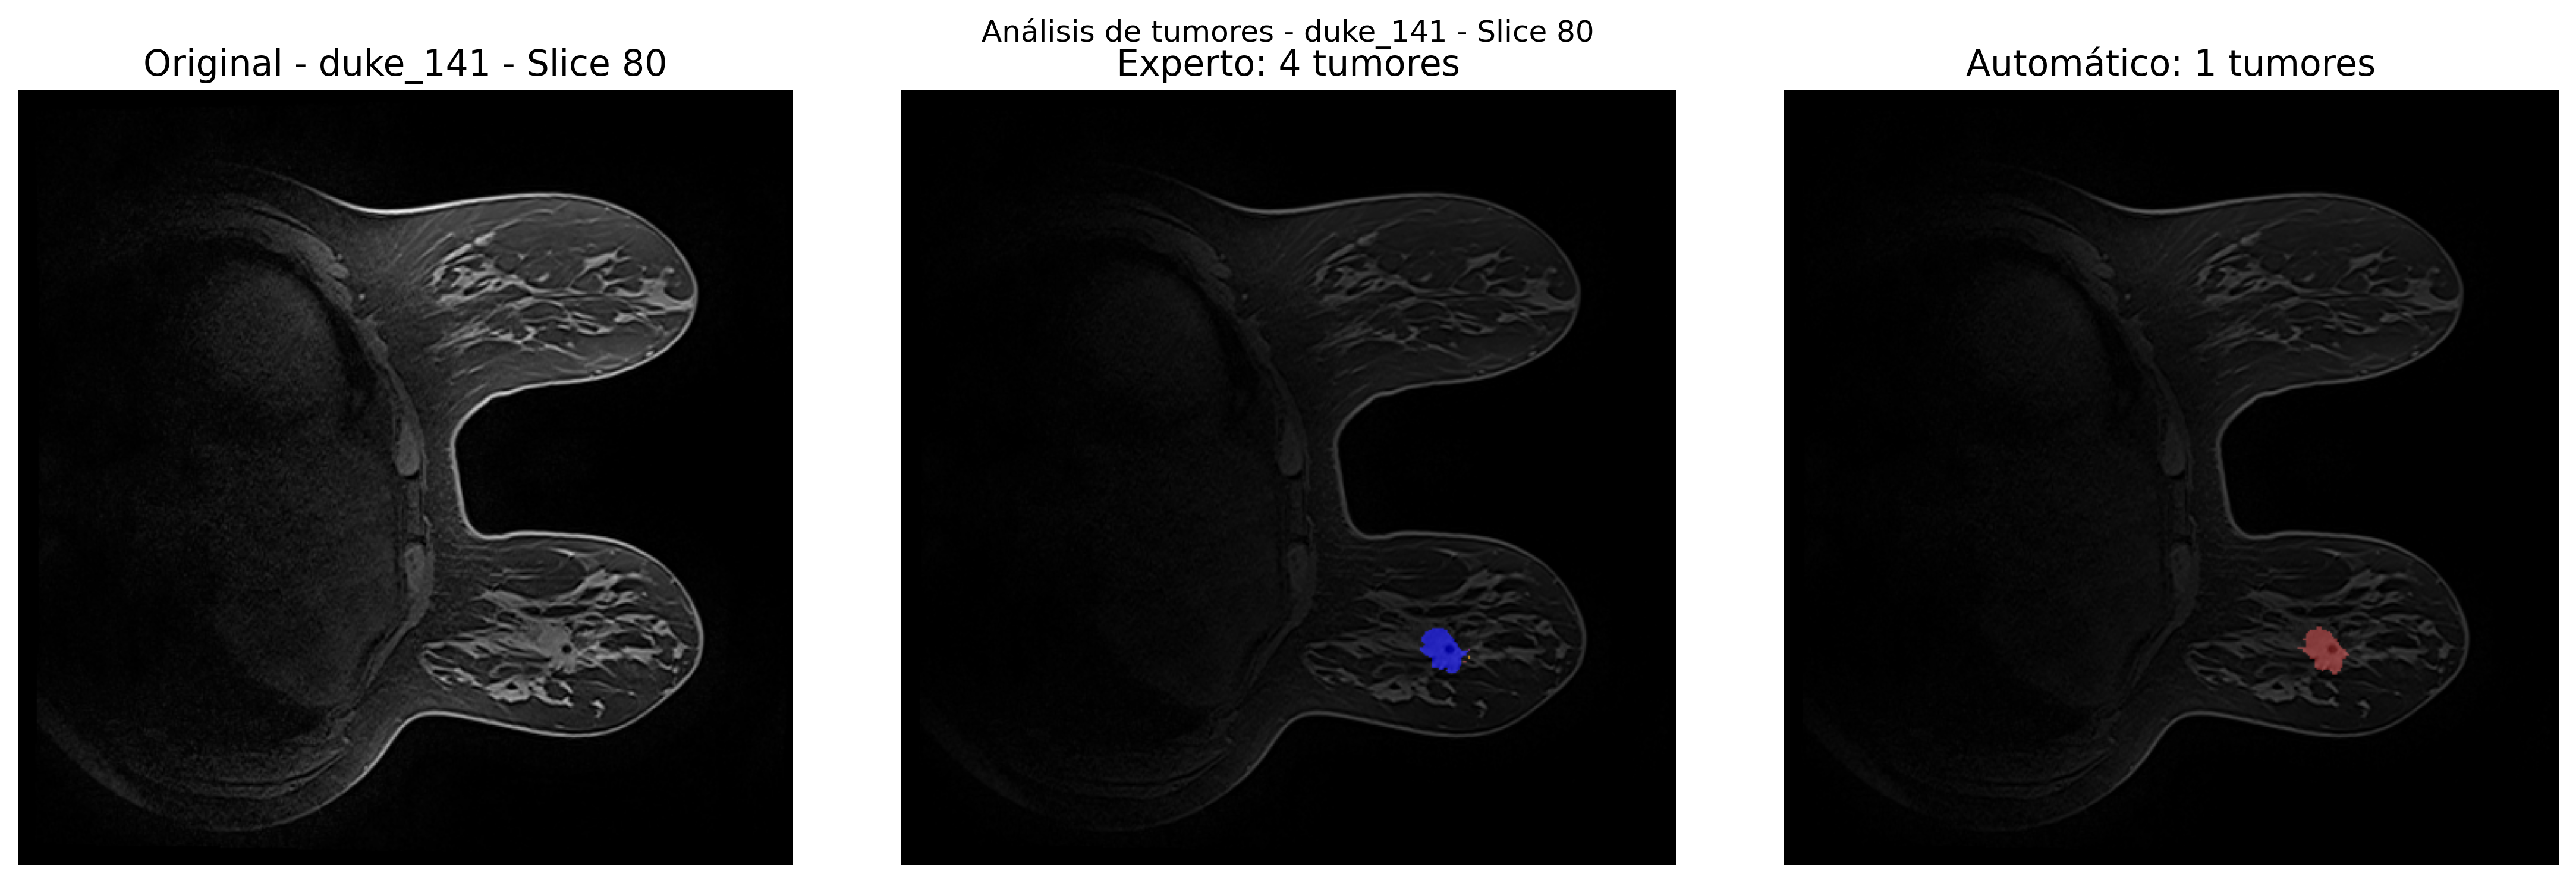 Análisis de tumores - duke_141 - Slice 80
Original - duke_141 - Slice 80
Experto: 4 tumores
Automático: 1 tumores